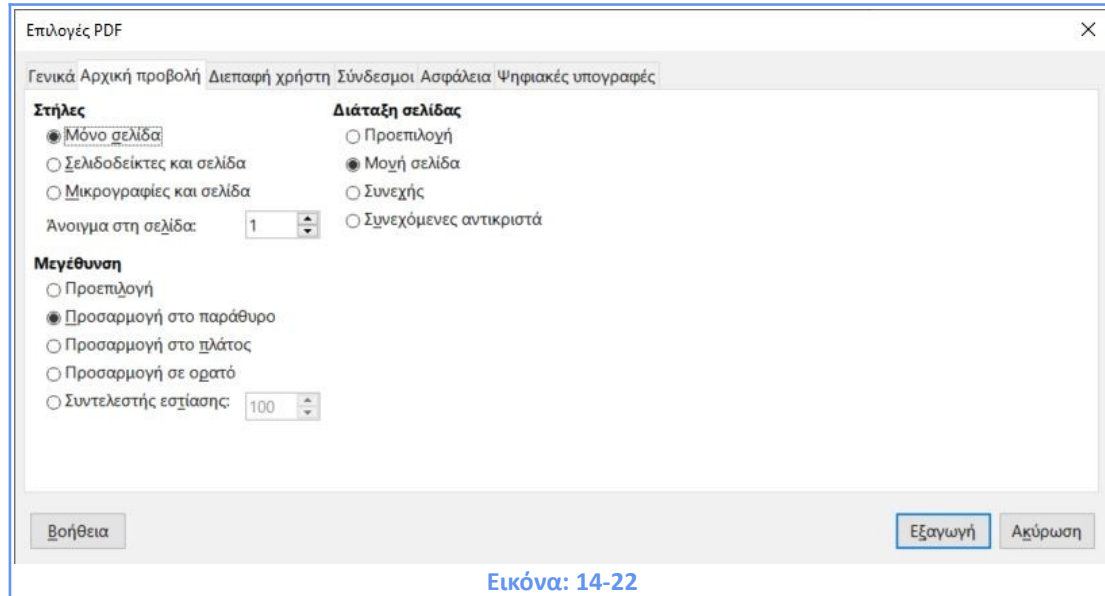 Επιλογές PDF
Γενικά Αρχική προβολή Διεπαφή χρήστη Σύνδεσμοι Ασφάλεια Ψηφιακές υπογραφές
Στήλες
Μόνο σελίδα
Σελιδοδείκτες και σελίδα
Μικρογραφίες και σελίδα
Άνοιγμα στη σελίδα: 1
Διάταξη σελίδας
Προεπιλογή
Μονή σελίδα
Συνεχής
Συνεχόμενες αντικριστά
Μεγέθυνση
Προεπιλογή
Προσαρμογή στο παράθυρο
Προσαρμογή στο πλάτος
Προσαρμογή σε ορατό
Συντελεστής εστίασης: 100
Βοήθεια
Εξαγωγή
Ακύρωση
Εικόνα: 14-22